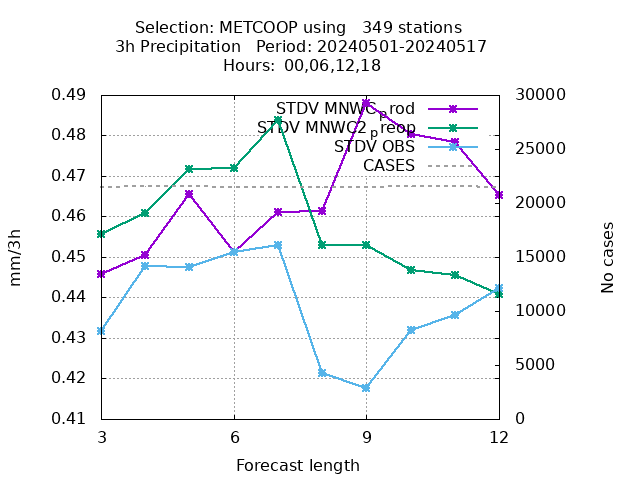 Selection: METCOOP using   349 stations
3h Precipitation   Period: 20240501-20240517
Hours: 00,06,12,18
STDV MNWC_prod
STDV MNWC2_preop
STDV OBS
CASES
0.49
0.48
0.47
0.46
0.45
0.44
0.43
0.42
0.41
30000
25000
20000
15000
10000
5000
0
mm/3h
No cases
3 6 9 12
Forecast length